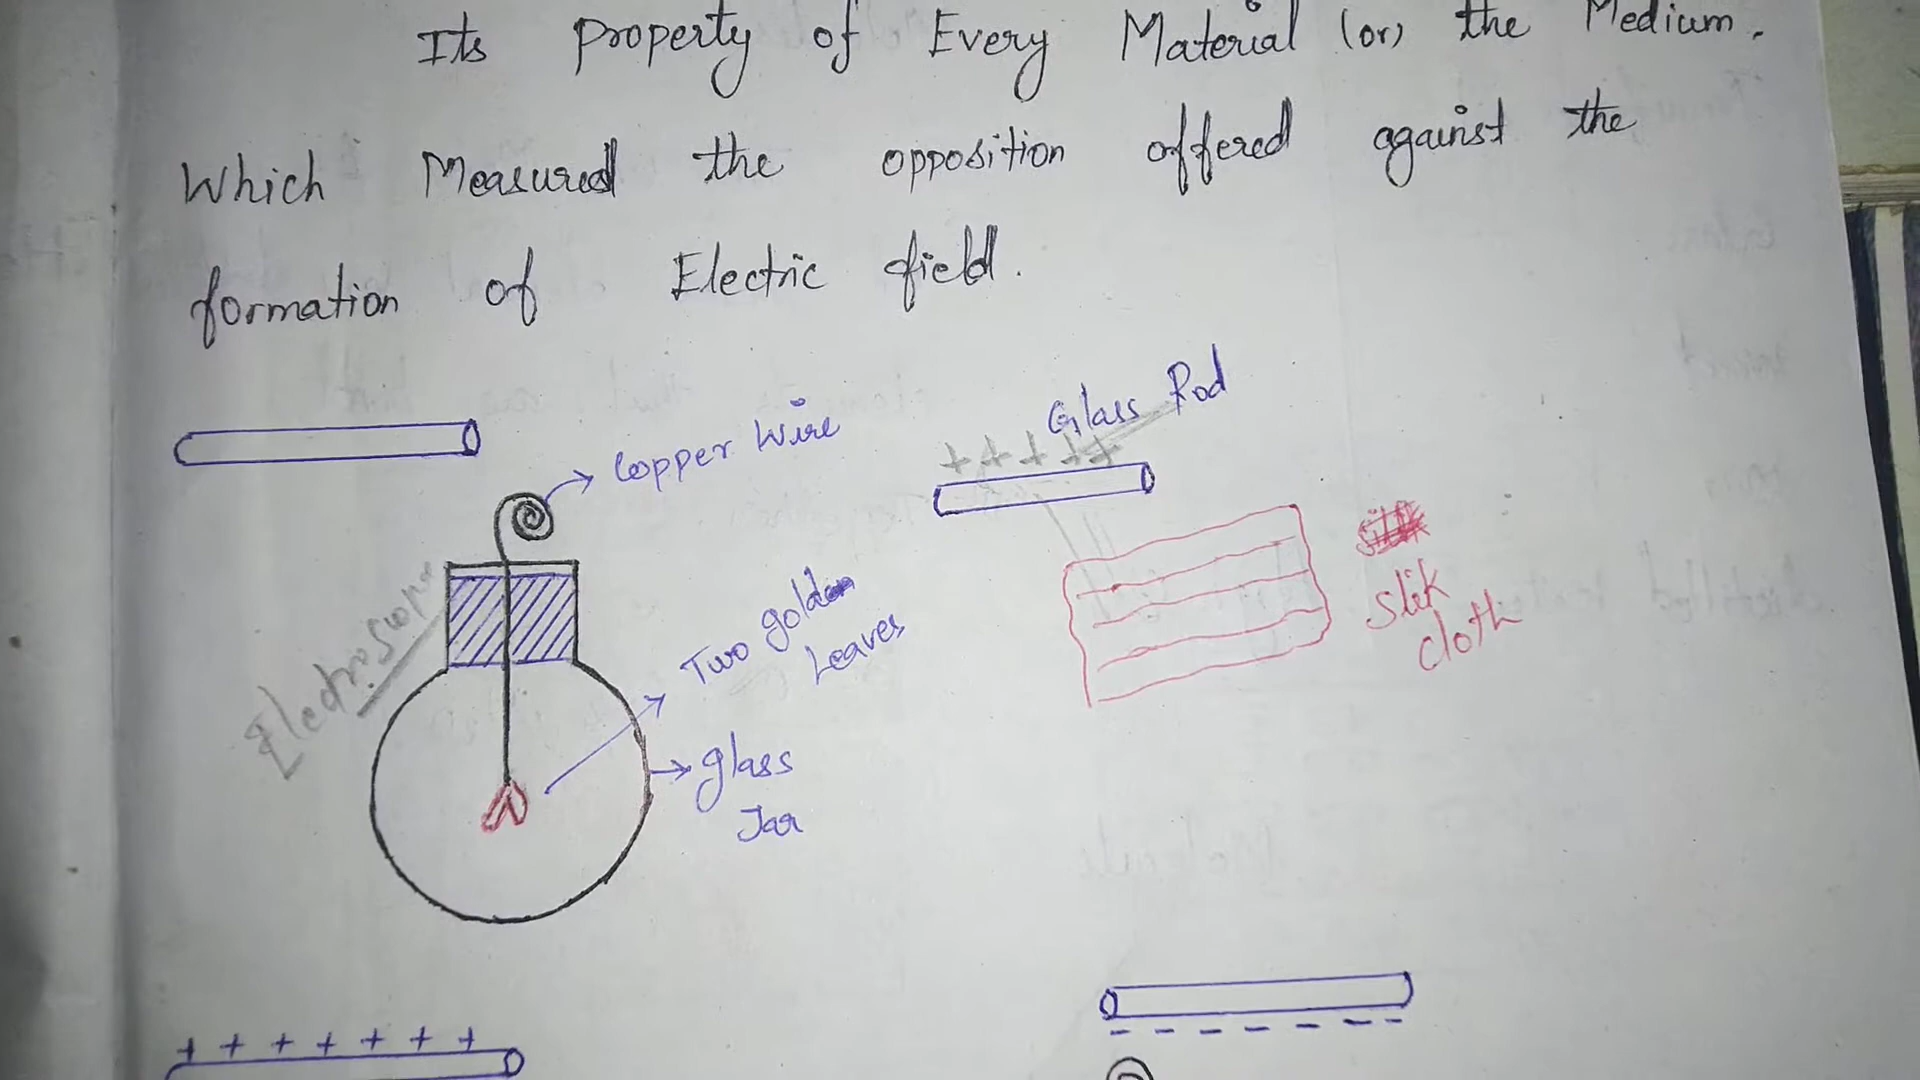 Its property of Every Material (or) the Medium.
Which Measured the opposition offered against the
formation of Electric field.
Glass Rod
+ + + + +
Copper Wire
Electroscope
Two golden
Leaves
Slik
cloth
glass
Jar
+ + + + + + +
- - - - - - -